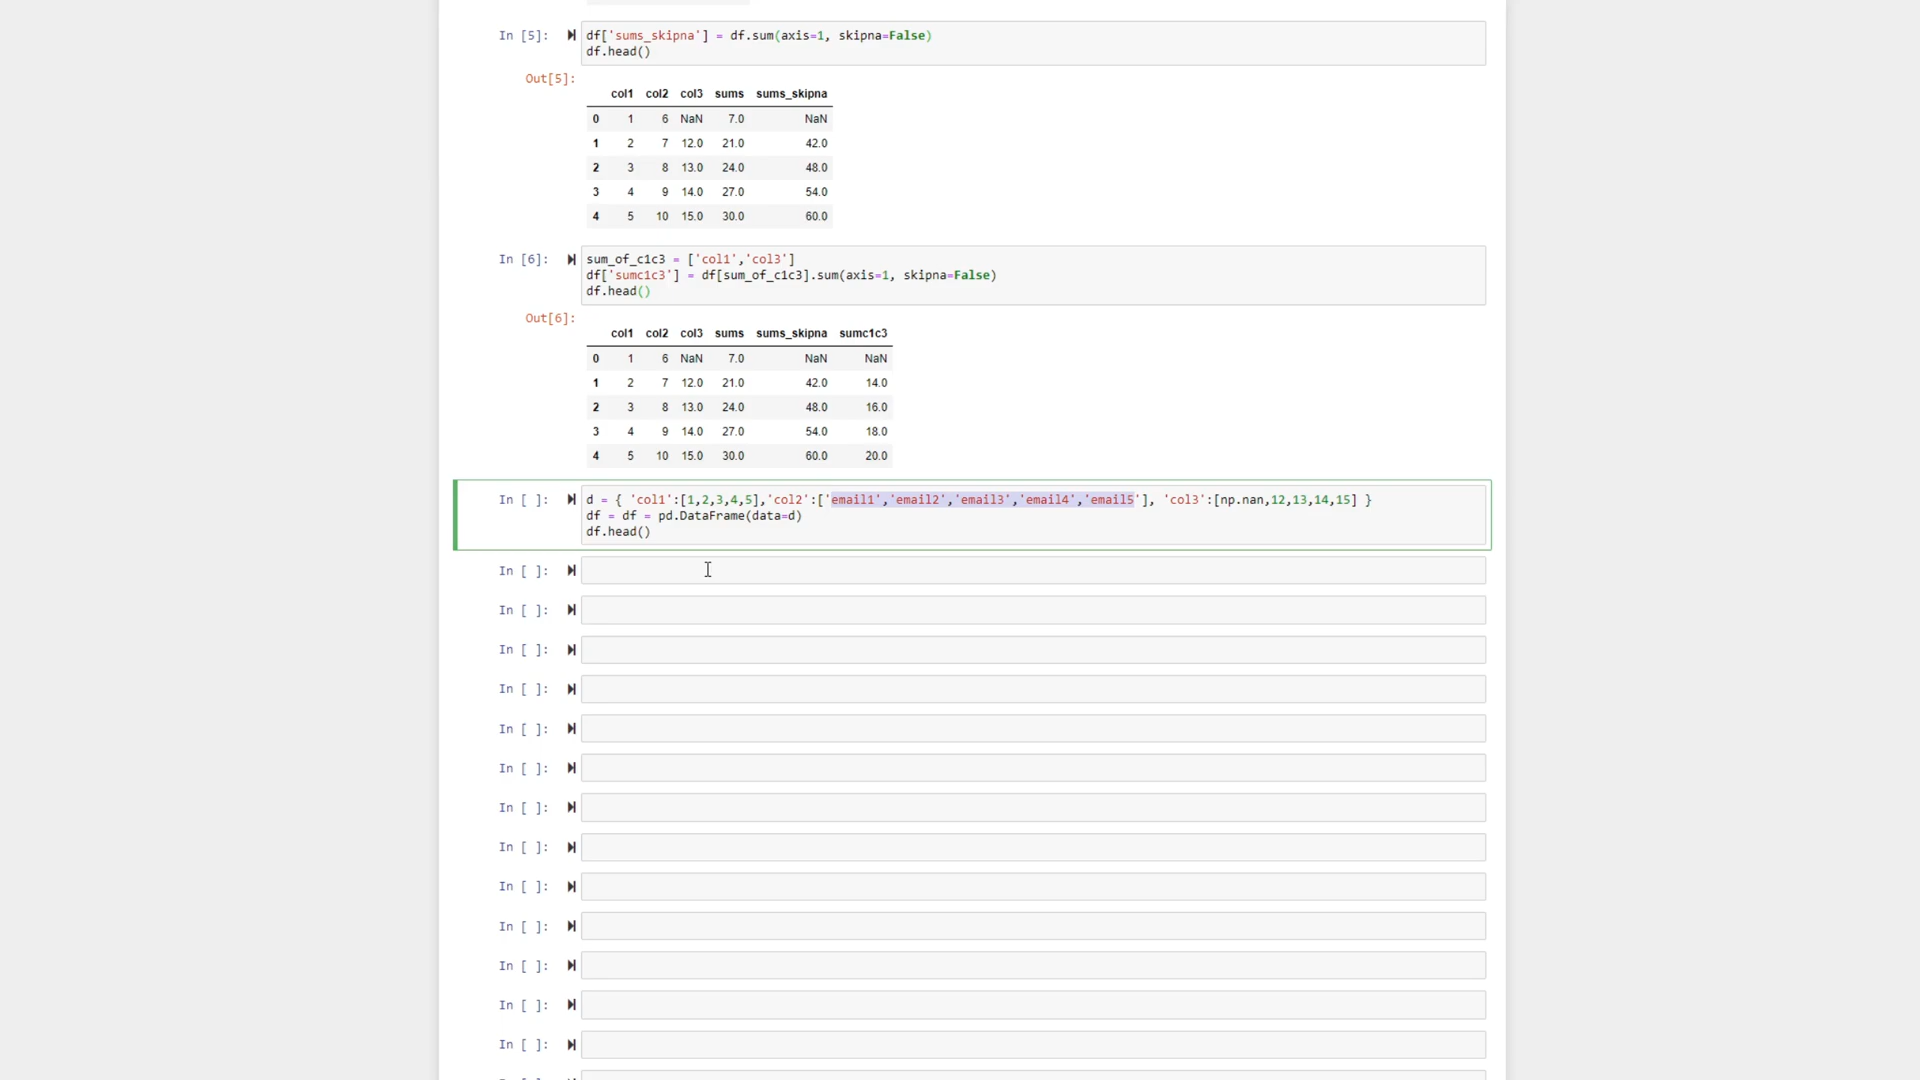 In [5]: df['sums_skipna'] = df.sum(axis=1, skipna=False)
df.head()
Out[5]:
col1 col2 col3 sums sums_skipna
0 1 6 NaN 7.0 NaN
1 2 7 12.0 21.0 42.0
2 3 8 13.0 24.0 48.0
3 4 9 14.0 27.0 54.0
4 5 10 15.0 30.0 60.0
In [6]: sum_of_c1c3 = ['col1','col3']
df['sumc1c3'] = df[sum_of_c1c3].sum(axis=1, skipna=False)
df.head()
Out[6]:
col1 col2 col3 sums sums_skipna sumc1c3
0 1 6 NaN 7.0 NaN NaN
1 2 7 12.0 21.0 42.0 14.0
2 3 8 13.0 24.0 48.0 16.0
3 4 9 14.0 27.0 54.0 18.0
4 5 10 15.0 30.0 60.0 20.0
In [ ]: d = { 'col1':[1,2,3,4,5],'col2':['email1','email2','email3','email4','email5'], 'col3':[np.nan,12,13,14,15] }
df = df = pd.DataFrame(data=d)
df.head()
In [ ]:
In [ ]:
In [ ]:
In [ ]:
In [ ]:
In [ ]:
In [ ]:
In [ ]:
In [ ]:
In [ ]:
In [ ]:
In [ ]:
In [ ]: